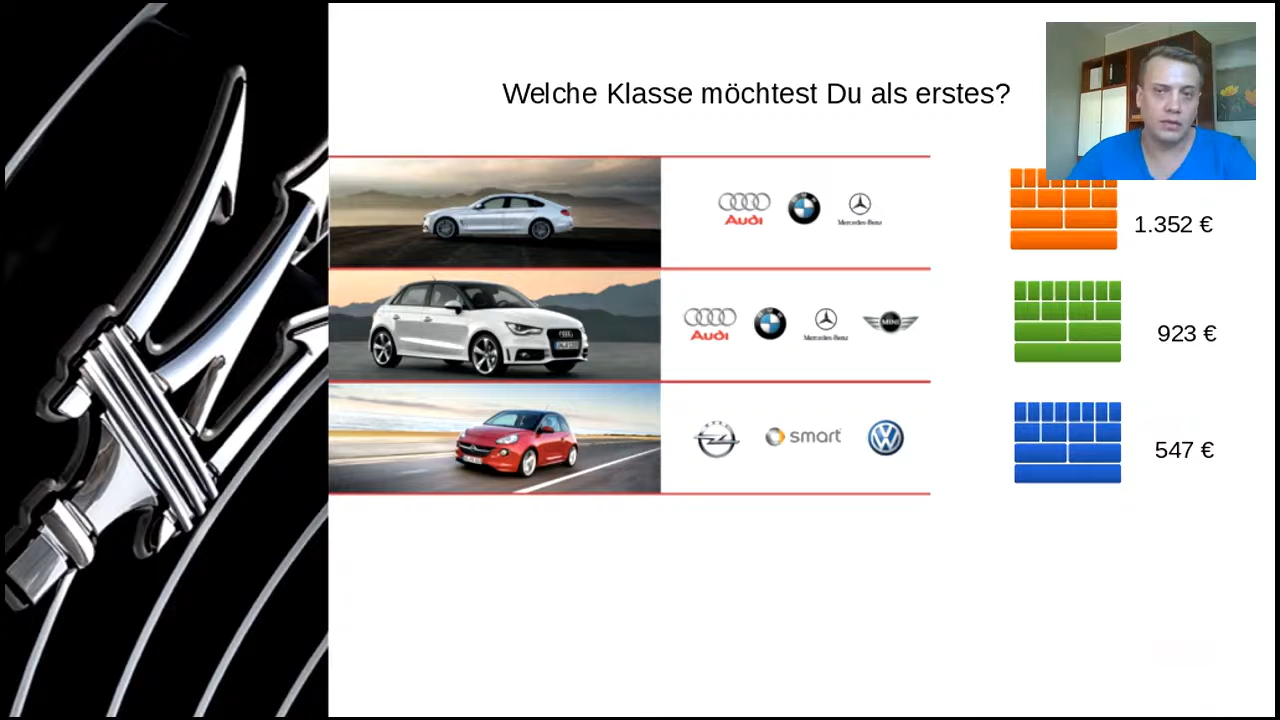 Welche Klasse möchtest Du als erstes?
Audi
Mercedes-Benz
1.352 €
Audi
Mercedes-Benz
MINI
923 €
smart
547 €